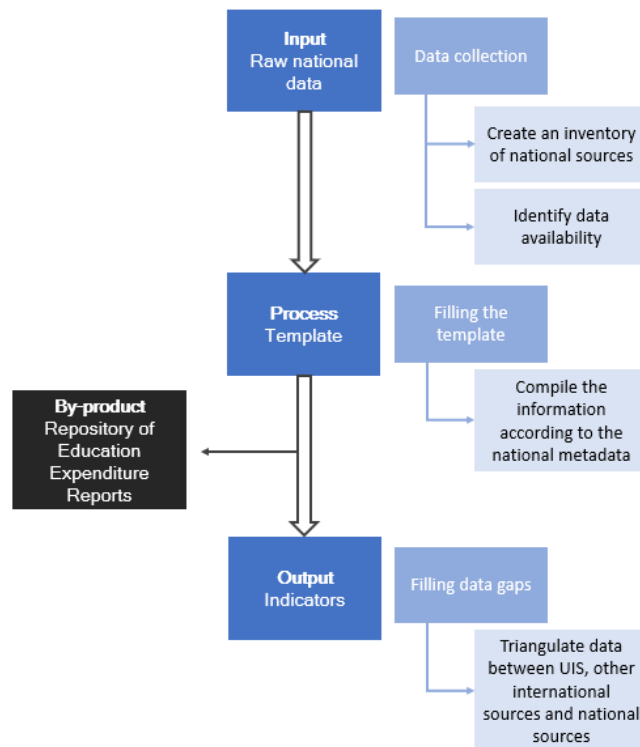 Input
Raw national
data
Data collection
Create an inventory
of national sources
Identify data
availability
Process
Template
Filling the
template
Compile the
information
according to the
national metadata
By-product
Repository of
Education
Expenditure
Reports
Output
Indicators
Filling data gaps
Triangulate data
between UIS, other
international
sources and national
sources